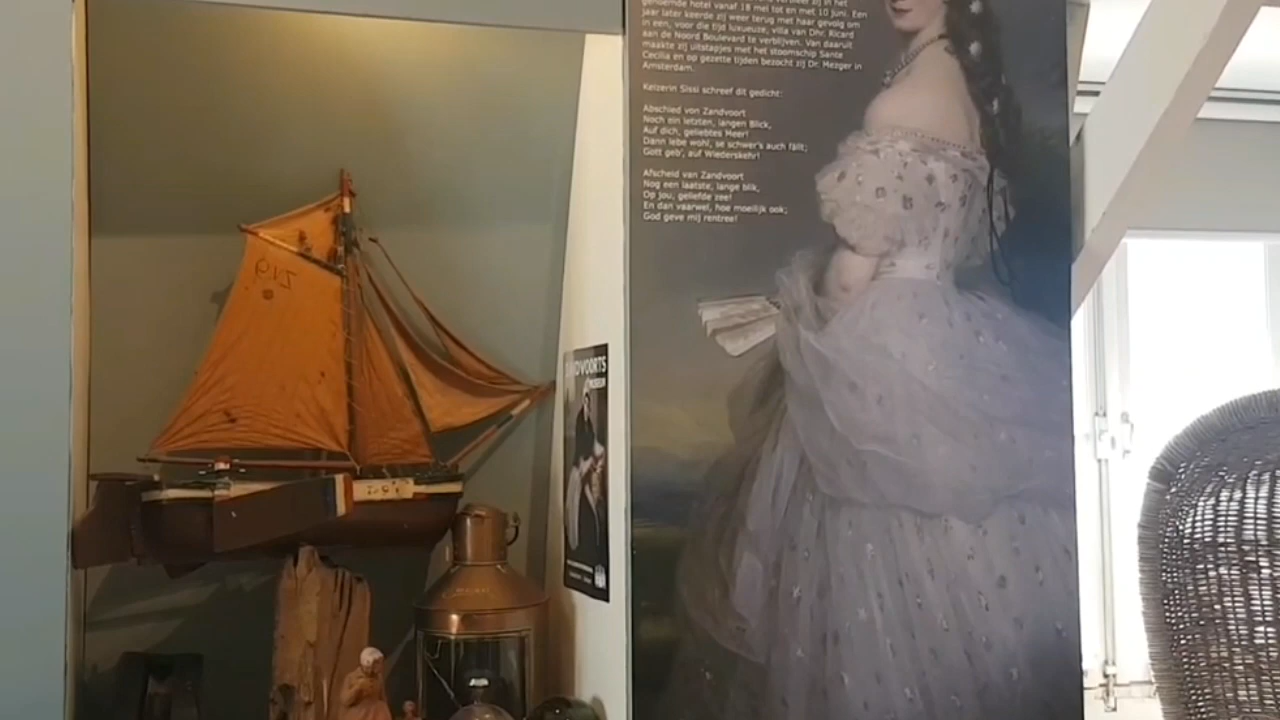 genoemde hotel vanaf 18 mei tot en met 10 juni. Een
jaar later keerde zij weer terug met haar gevolg om
in een, voor die tijd luxueuze, villa van Dhr. Ricard
aan de Noord Boulevard te verblijven. Van daaruit
maakte zij uitstapjes met het stoomschip Sante
Cecilia en op gezette tijden bezocht zij Dr. Mezger in
Amsterdam.
Keizerin Sissi schreef dit gedicht:
Abschied von Zandvoort
Noch ein letzten, langen Blick,
Auf dich, geliebtes Meer!
Dann lebe wohl, se schwer's auch fällt;
Gott geb', auf Wiederskehr!
Afscheid van Zandvoort
Nog een laatste, lange blik,
Op jou, geliefde zee!
En dan vaarwel, hoe moeilijk ook;
God geve mij rentree!
MUSEUM